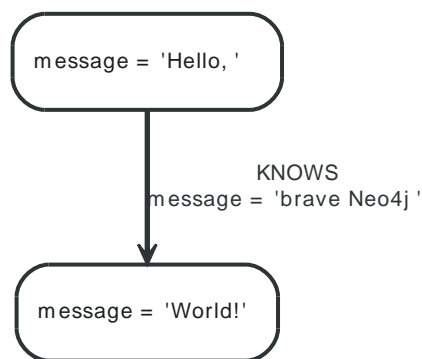 message = 'Hello, '
KNOWS
message = 'brave Neo4j '
message = 'World!'